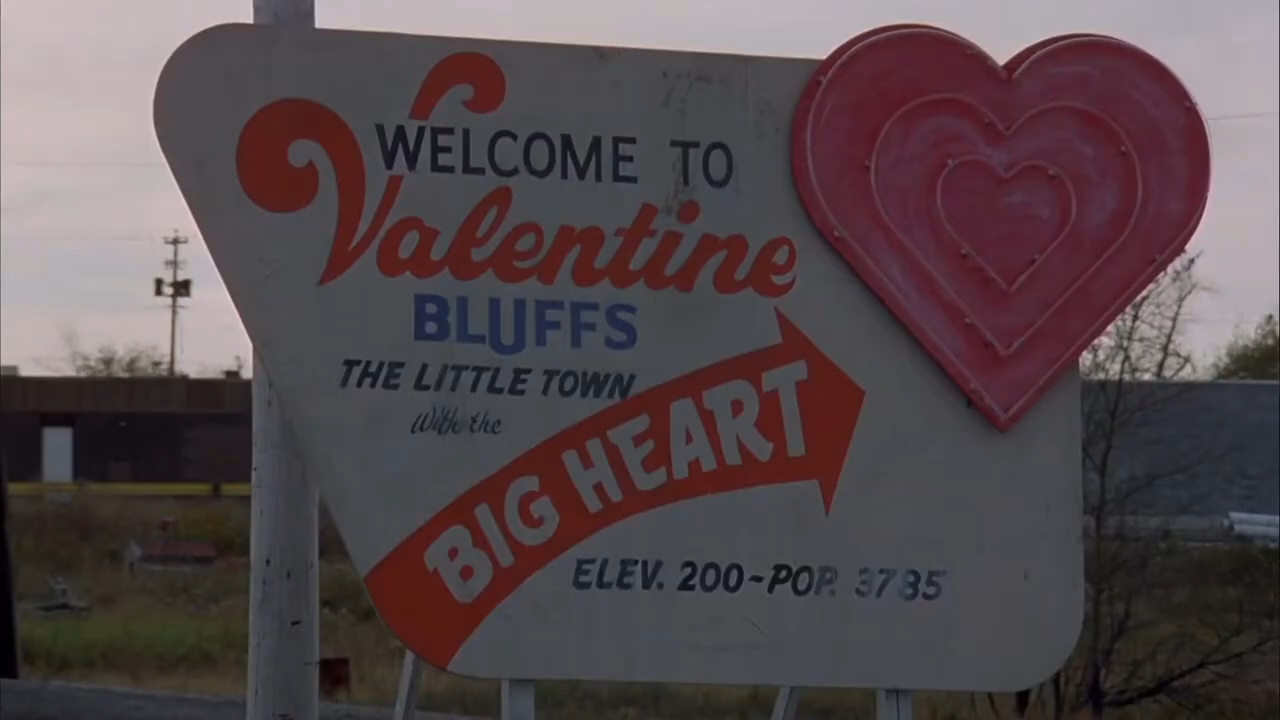 WELCOME TO
Valentine
BLUFFS
THE LITTLE TOWN
With the
BIG HEART
ELEV. 200-POP. 3785